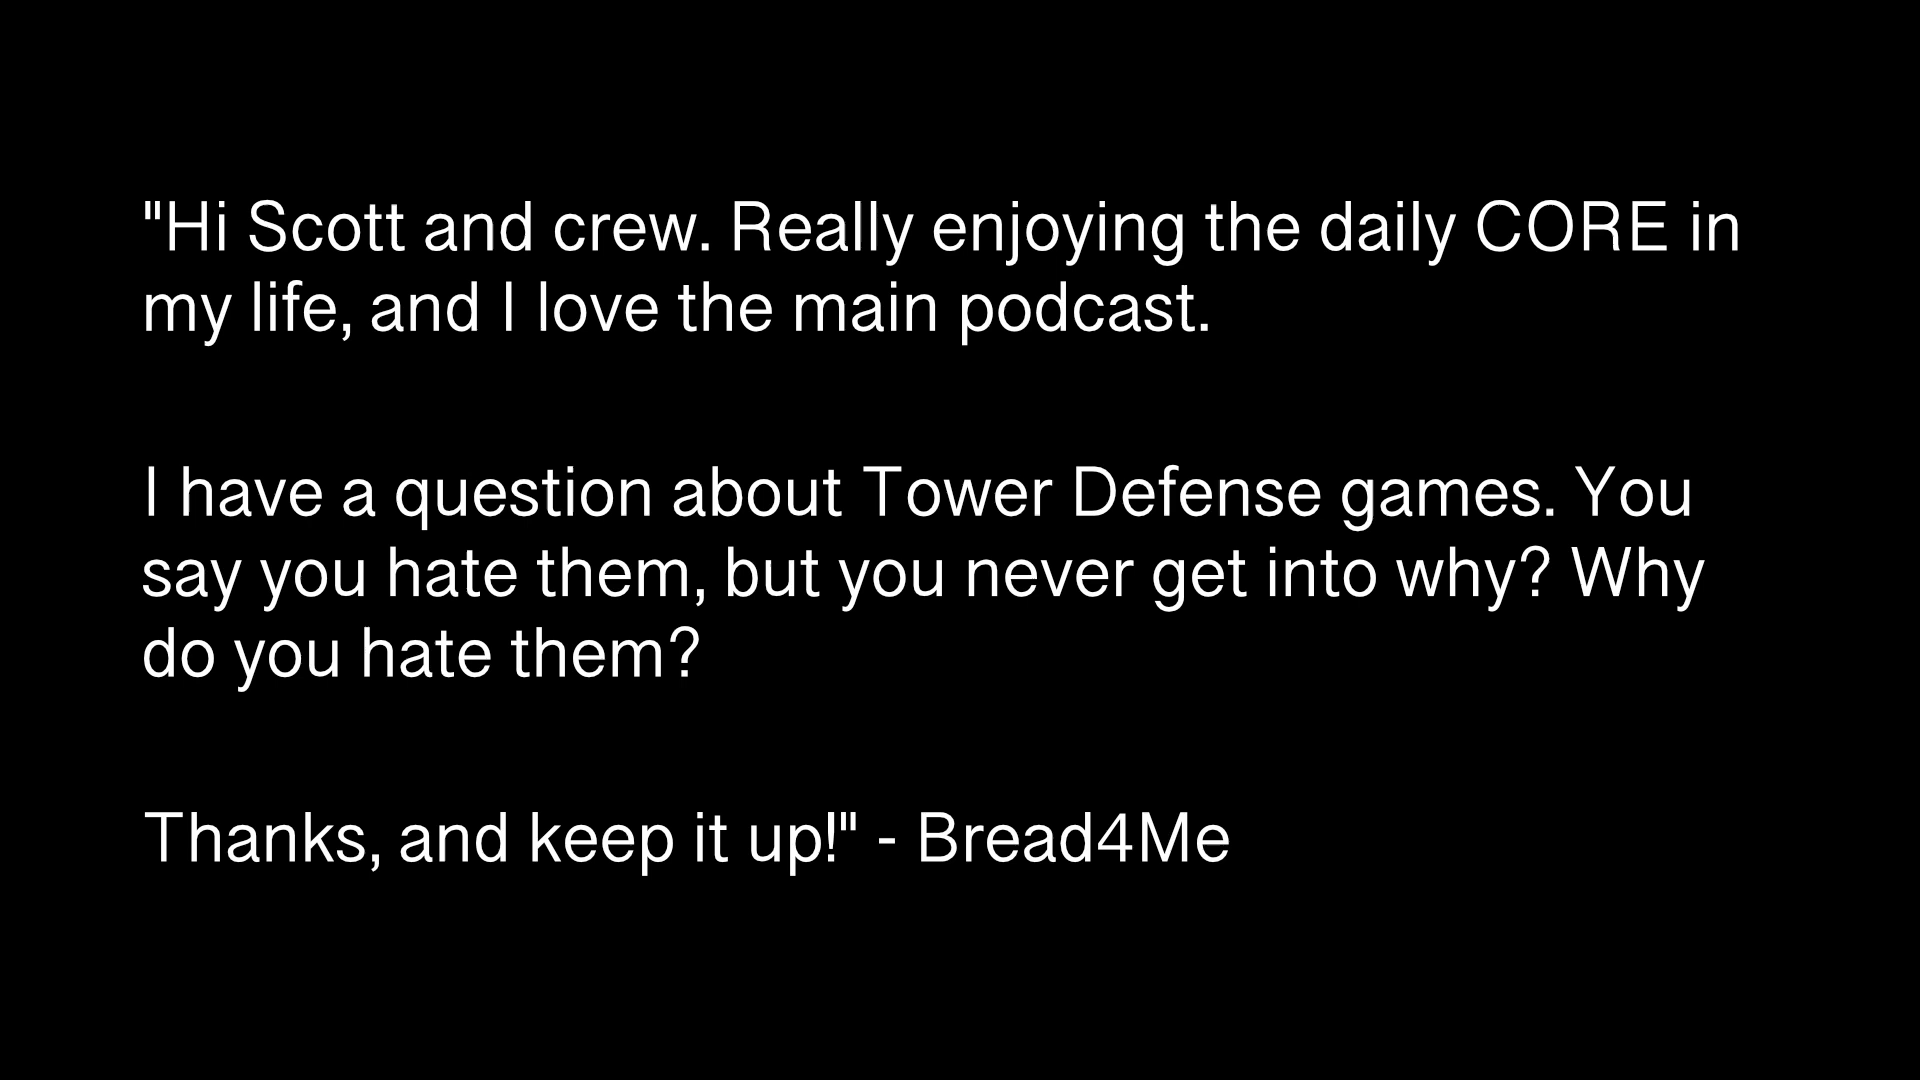 "Hi Scott and crew. Really enjoying the daily CORE in
my life, and I love the main podcast.
I have a question about Tower Defense games. You
say you hate them, but you never get into why? Why
do you hate them?
Thanks, and keep it up!" - Bread4Me